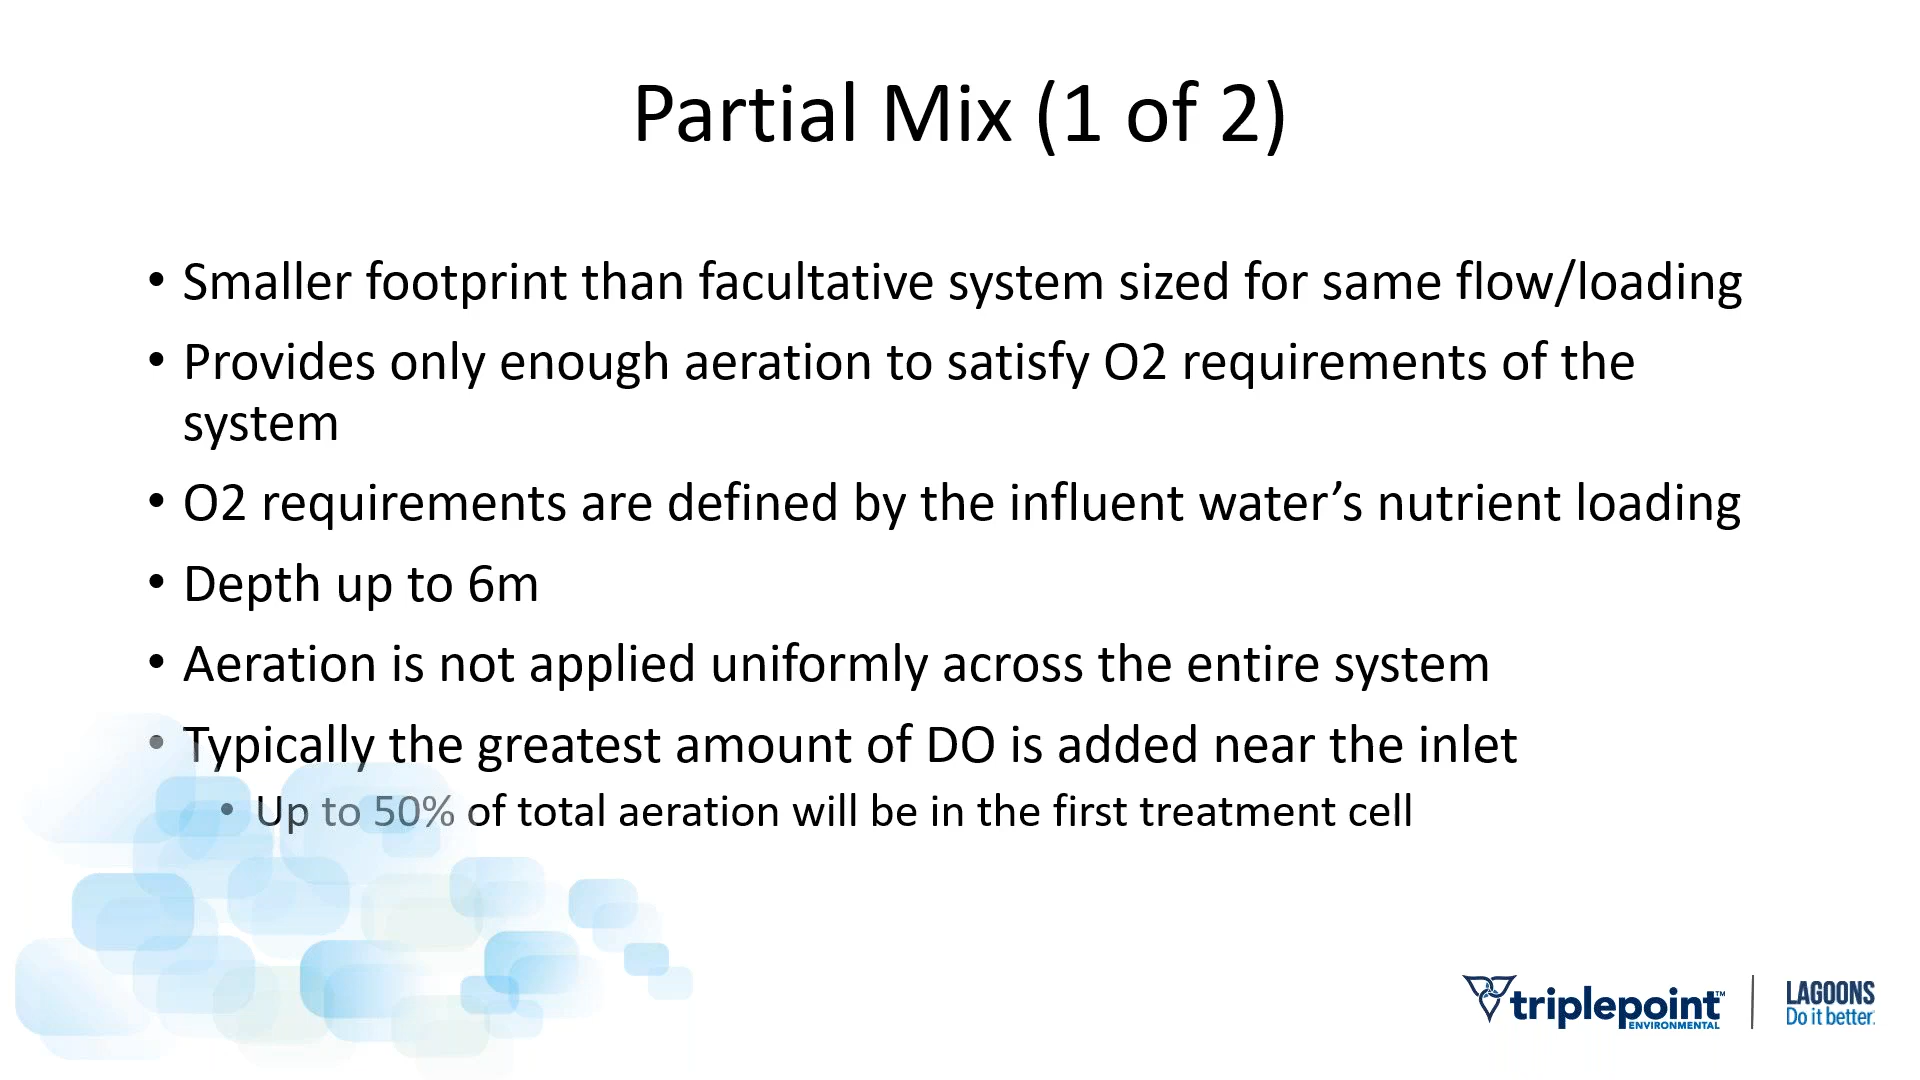 Partial Mix (1 of 2)
• Smaller footprint than facultative system sized for same flow/loading
• Provides only enough aeration to satisfy O2 requirements of the
system
• O2 requirements are defined by the influent water’s nutrient loading
• Depth up to 6m
• Aeration is not applied uniformly across the entire system
• Typically the greatest amount of DO is added near the inlet
• Up to 50% of total aeration will be in the first treatment cell
triplepoint™
ENVIRONMENTAL
LAGOONS
Do it better.